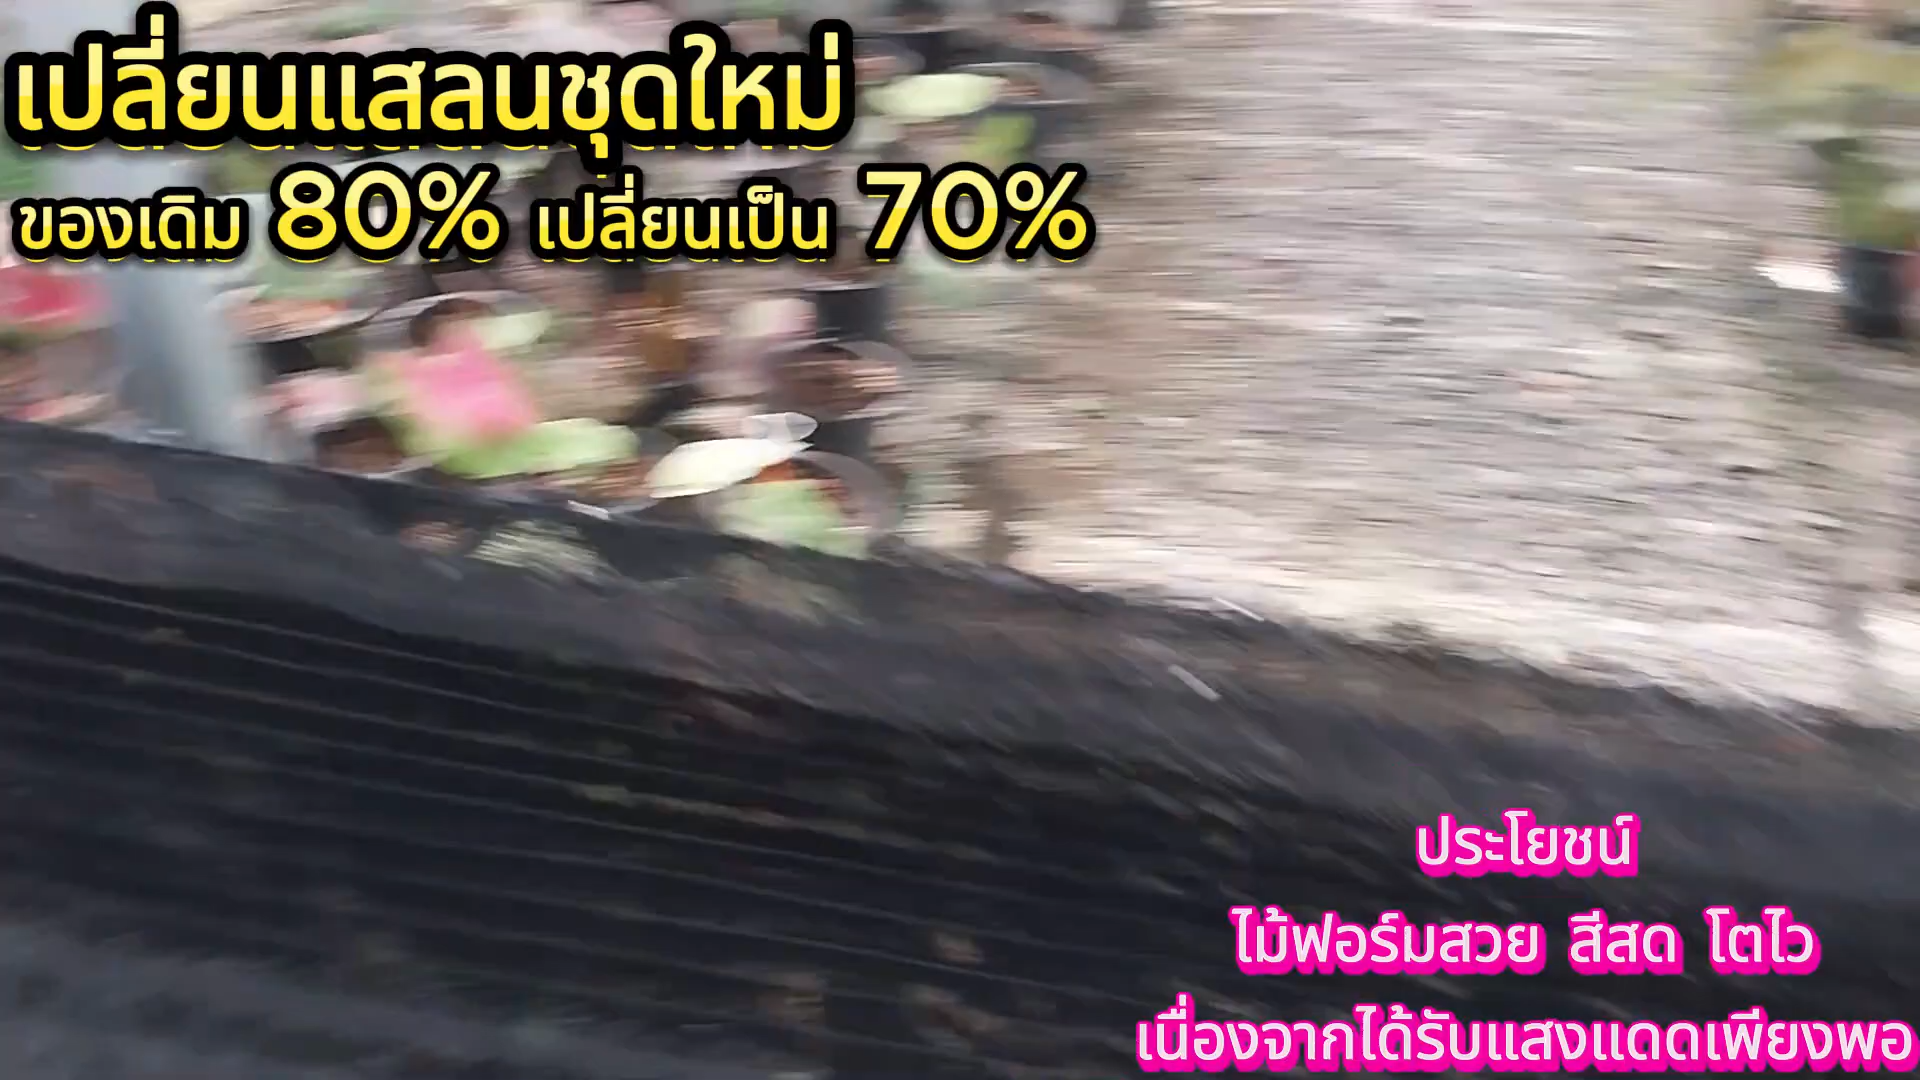 เปลี่ยนแสลนชุดใหม่
ของเดิม 80% เปลี่ยนเป็น 70%
ประโยชน์
ไม้ฟอร์มสวย สีสด โตไว
เนื่องจากได้รับแสงแดดเพียงพอ